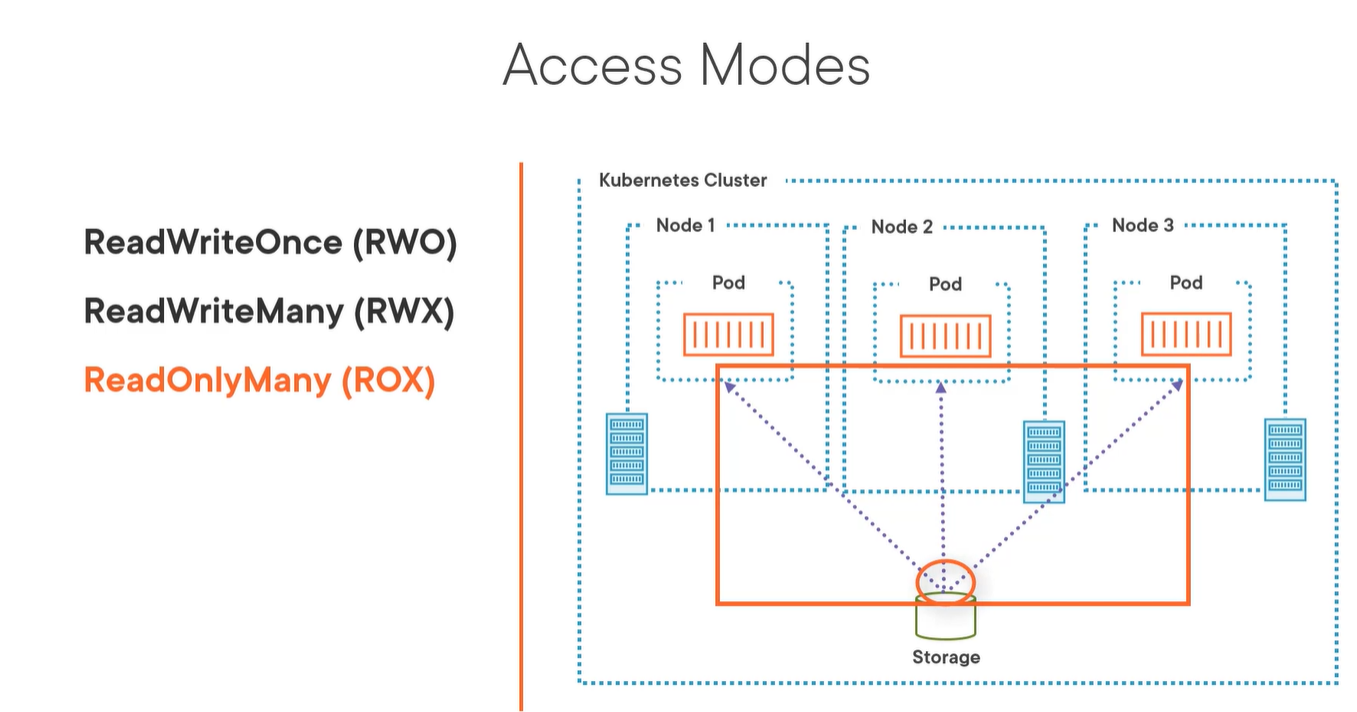 Access Modes
ReadWriteOnce (RWO)
ReadWriteMany (RWX)
ReadOnlyMany (ROX)
Kubernetes Cluster
Node 1
Node 2
Node 3
Pod
Pod
Pod
Storage